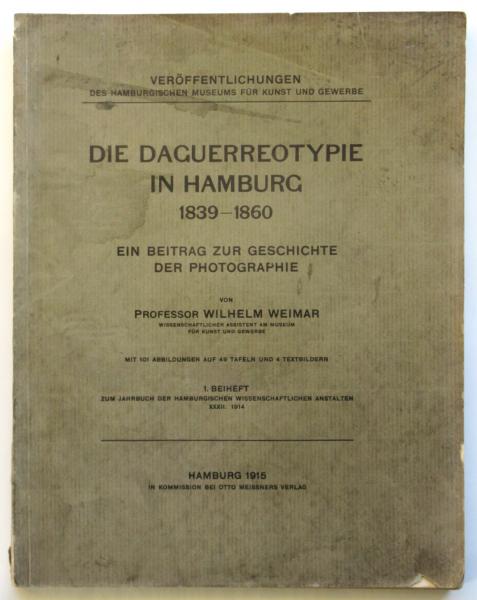 VERÖFFENTLICHUNGEN
DES HAMBURGISCHEN MUSEUMS FÜR KUNST UND GEWERBE
DIE DAGUERREOTYPIE
IN HAMBURG
1839–1860
EIN BEITRAG ZUR GESCHICHTE
DER PHOTOGRAPHIE
VON
PROFESSOR WILHELM WEIMAR
WISSENSCHAFTLICHER ASSISTENT AM MUSEUM
FÜR KUNST UND GEWERBE
MIT 101 ABBILDUNGEN AUF 49 TAFELN UND 4 TEXTBILDERN
1. BEIHEFT
ZUM JAHRBUCH DER HAMBURGISCHEN WISSENSCHAFTLICHEN ANSTALTEN
XXXII. 1914
HAMBURG 1915
IN KOMMISSION BEI OTTO MEISSNERS VERLAG